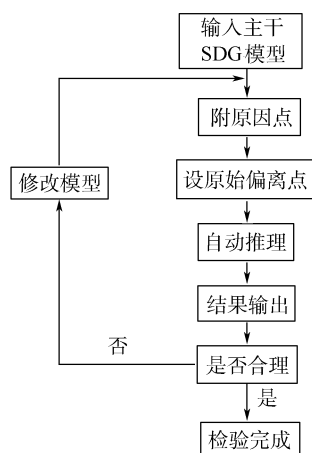 输入主干
SDG模型
附原因点
设原始偏离点
修改模型
自动推理
结果输出
否
是否合理
是
检验完成